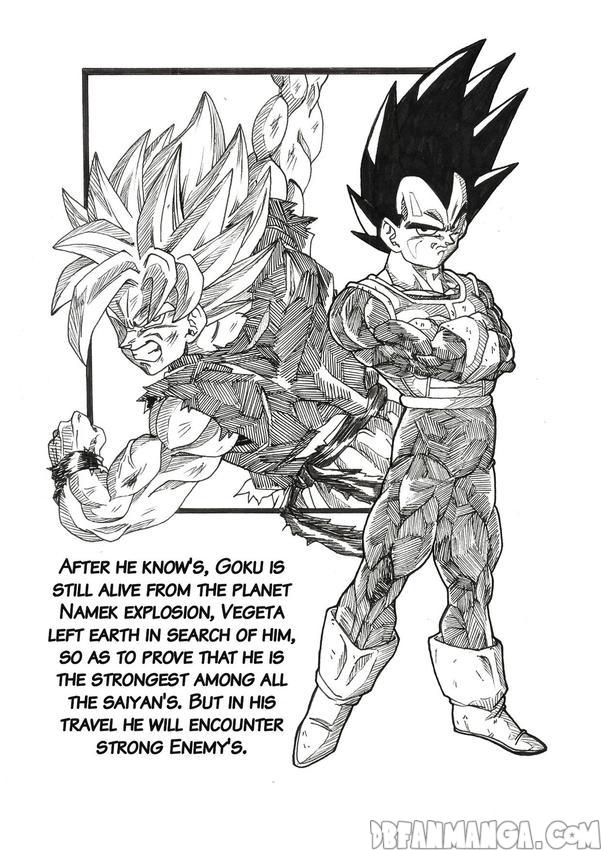 After he know's, Goku is
still alive from the planet
Namek explosion, Vegeta
left earth in search of him,
so as to prove that he is
the strongest among all
the saiyan's. But in his
travel he will encounter
strong Enemy's.
DBFANMANGA.COM